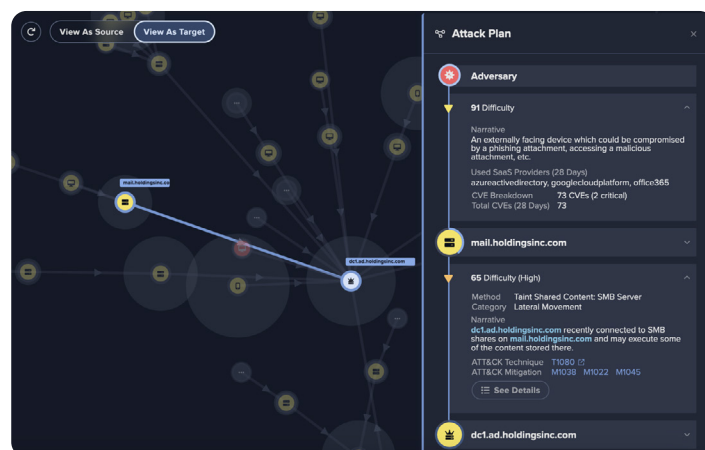 View As Source
View As Target
mail.holdingsinc.co
dc1.ad.holdingsinc.com
Attack Plan
Adversary
91 Difficulty
Narrative
An externally facing device which could be compromised
by a phishing attachment, accessing a malicious
attachment, etc.
Used SaaS Providers (28 Days)
azureactivedirectory, googlecloudplatform, office365
CVE Breakdown 73 CVEs (2 critical)
Total CVEs (28 Days) 73
mail.holdingsinc.com
65 Difficulty (High)
Method Taint Shared Content: SMB Server
Category Lateral Movement
Narrative
dc1.ad.holdingsinc.com recently connected to SMB
shares on mail.holdingsinc.com and may execute some
of the content stored there.
ATT&CK Technique T1080
ATT&CK Mitigation M1038 M1022 M1045
See Details
dc1.ad.holdingsinc.com